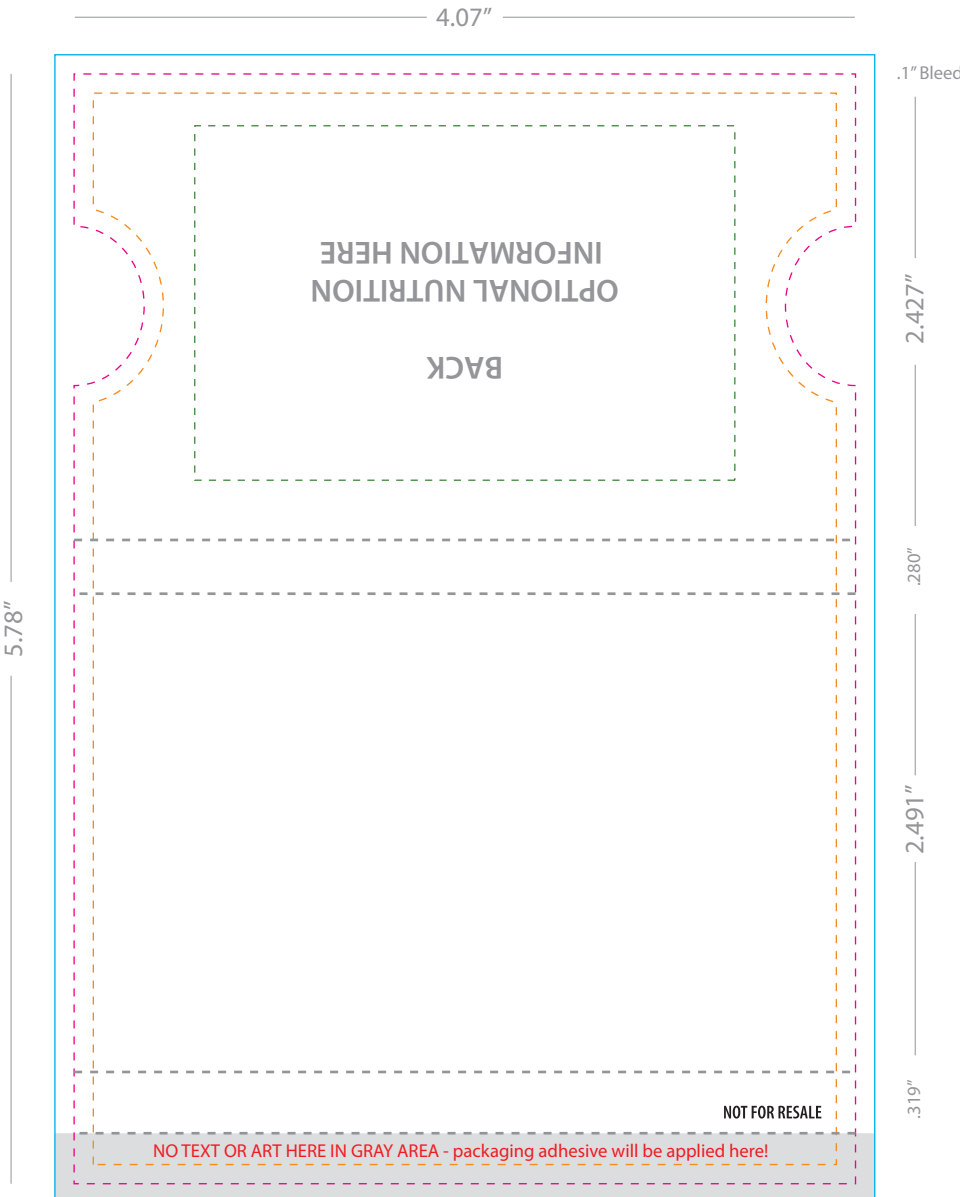 4.07”
.1” Bleed
BACK
OPTIONAL NUTRITION
INFORMATION HERE
2.427”
.280”
5.78”
2.491”
.319”
NOT FOR RESALE
NO TEXT OR ART HERE IN GRAY AREA - packaging adhesive will be applied here!